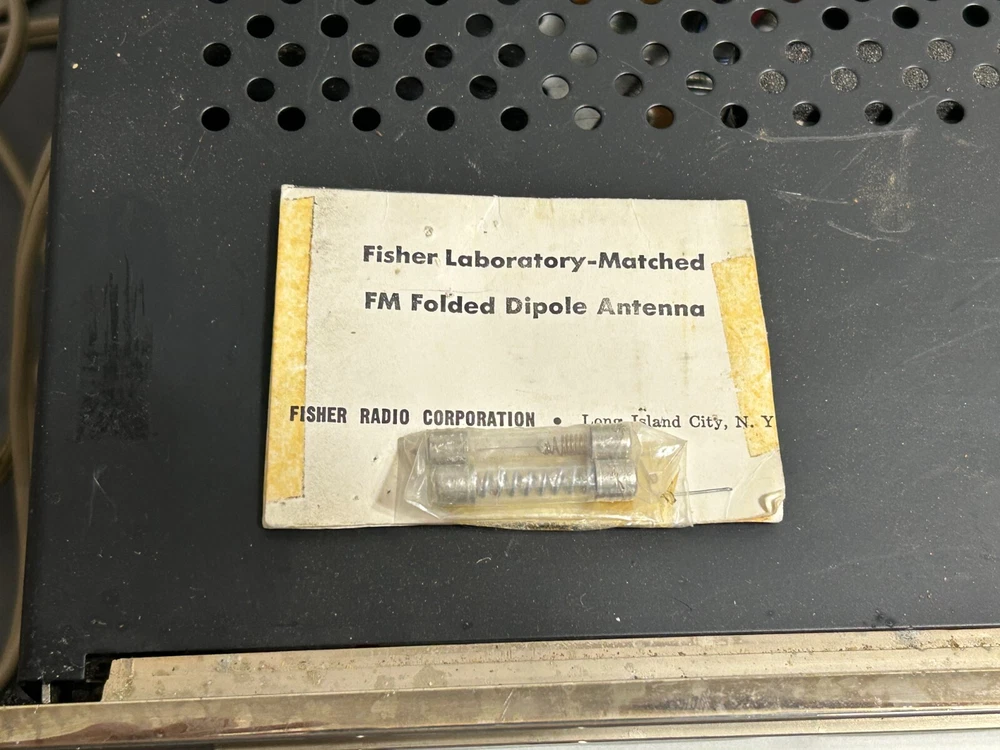 Fisher Laboratory-Matched
FM Folded Dipole Antenna
FISHER RADIO CORPORATION • Long Island City, N. Y